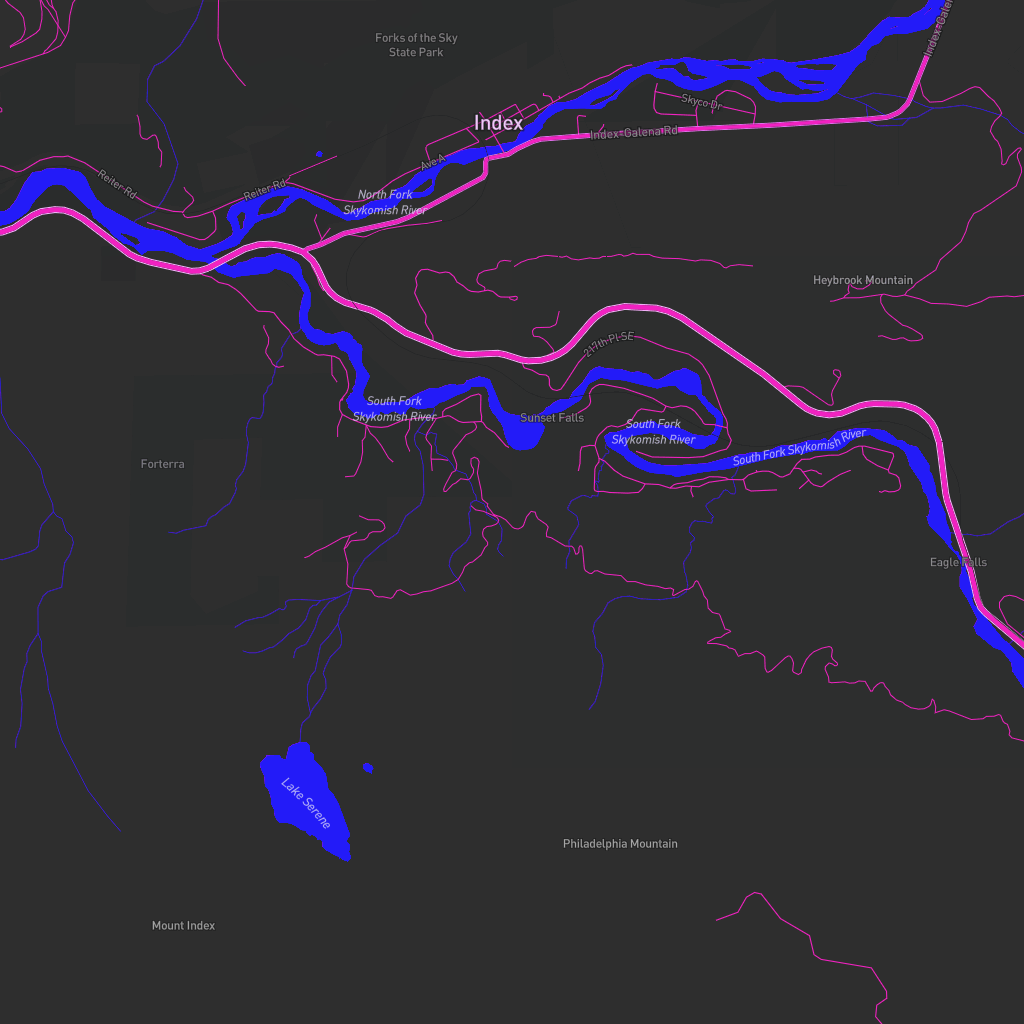 Forks of the Sky
State Park
Index-Galena
Skyco Dr
Index
Index-Galena Rd
Ave A
Reiter Rd
Reiter Rd
North Fork
Skykomish River
Heybrook Mountain
217th Pl SE
South Fork
Skykomish River
Sunset Falls
South Fork
Skykomish River
South Fork Skykomish River
Forterra
Eagle Falls
Lake Serene
Philadelphia Mountain
Mount Index